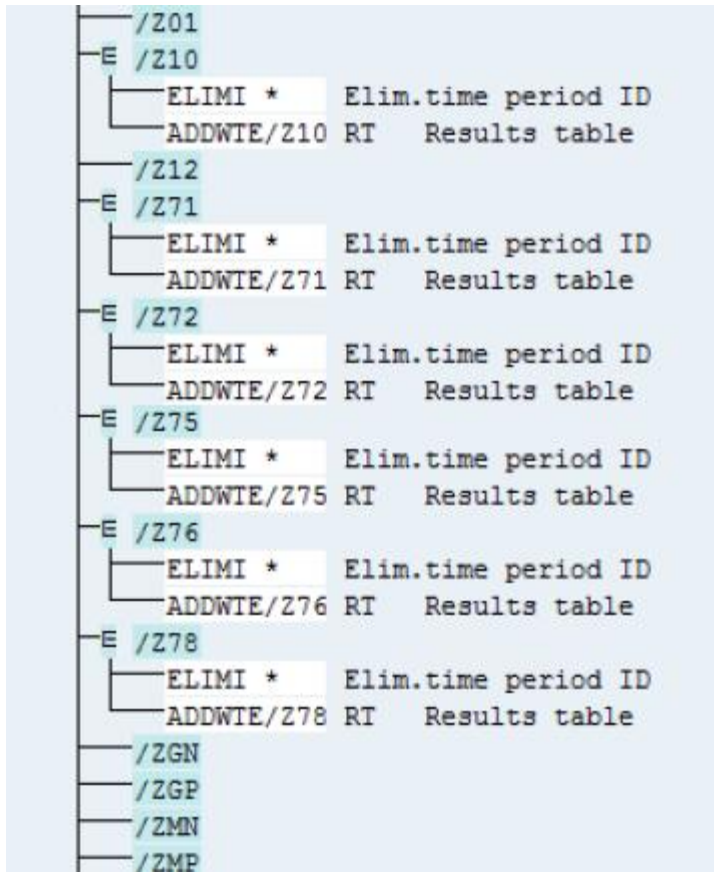 /Z01
E /Z10
ELIMI * Elim.time period ID
ADDWTE/Z10 RT Results table
/Z12
E /Z71
ELIMI * Elim.time period ID
ADDWTE/Z71 RT Results table
E /Z72
ELIMI * Elim.time period ID
ADDWTE/Z72 RT Results table
E /Z75
ELIMI * Elim.time period ID
ADDWTE/Z75 RT Results table
E /Z76
ELIMI * Elim.time period ID
ADDWTE/Z76 RT Results table
E /Z78
ELIMI * Elim.time period ID
ADDWTE/Z78 RT Results table
/ZGN
/ZGP
/ZMN
/ZMP